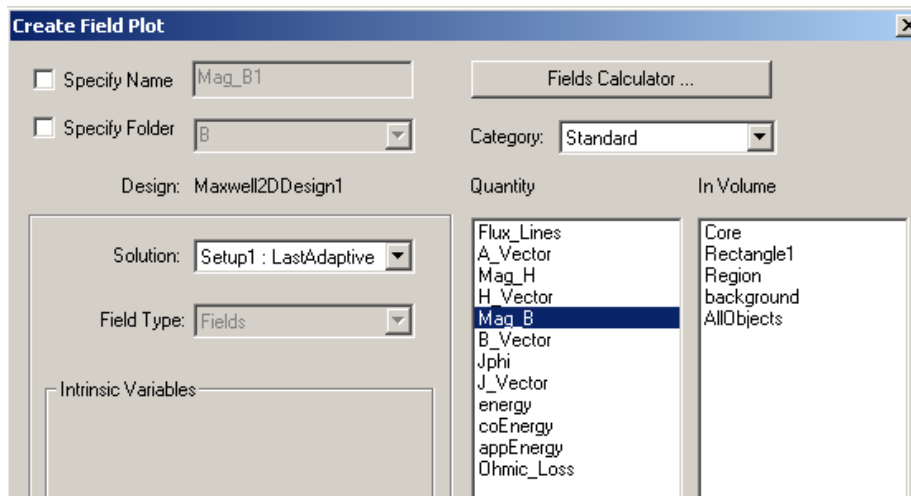 Create Field Plot
Specify Name
Mag_B1
Fields Calculator ...
Specify Folder
B
Category:
Standard
Design: Maxwell2DDesign1
Quantity
In Volume
Solution:
Setup1 : LastAdaptive
Field Type:
Fields
Intrinsic Variables
Flux_Lines
A_Vector
Mag_H
H_Vector
Mag_B
B_Vector
Jphi
J_Vector
energy
coEnergy
appEnergy
Ohmic_Loss
Core
Rectangle1
Region
background
AllObjects